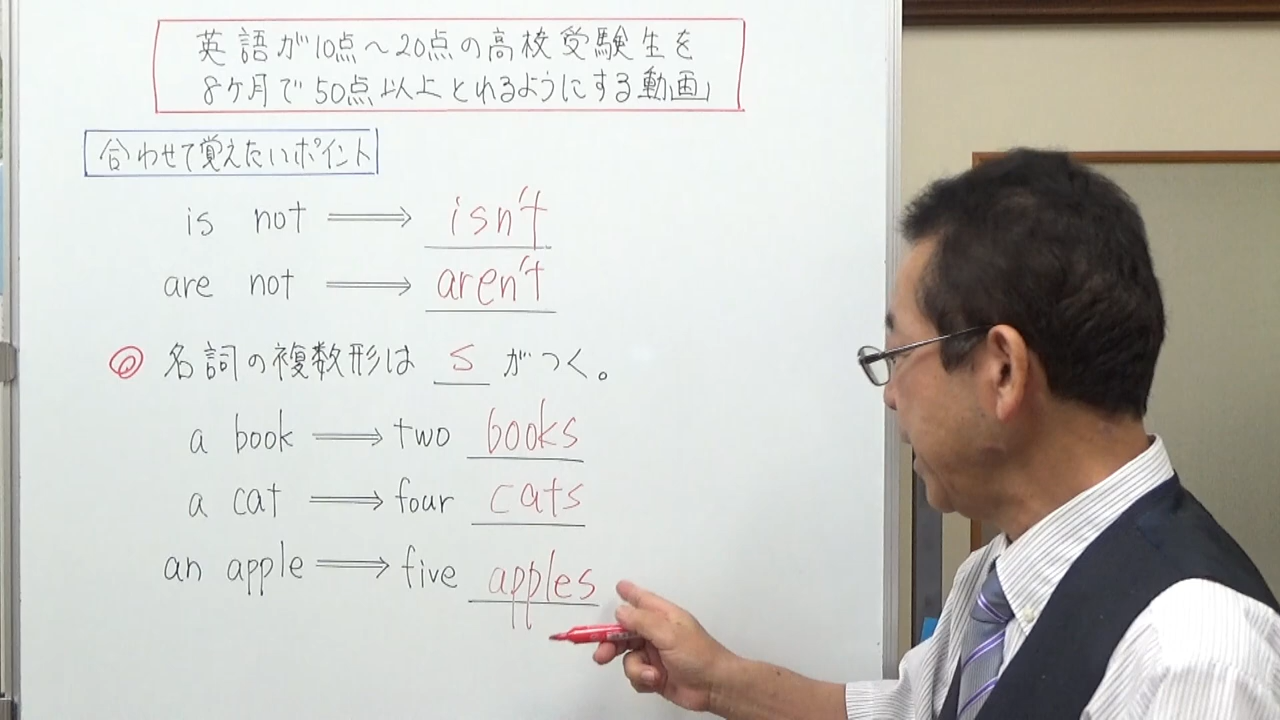 英語が10点～20点の高校受験生を
8ヶ月で50点以上とれるようにする動画」
合わせて覚えたいポイント
is not ⟹ isn't
are not ⟹ aren't
◎ 名詞の複数形は s がつく。
a book ⟹ two books
a cat ⟹ four cats
an apple ⟹ five apples